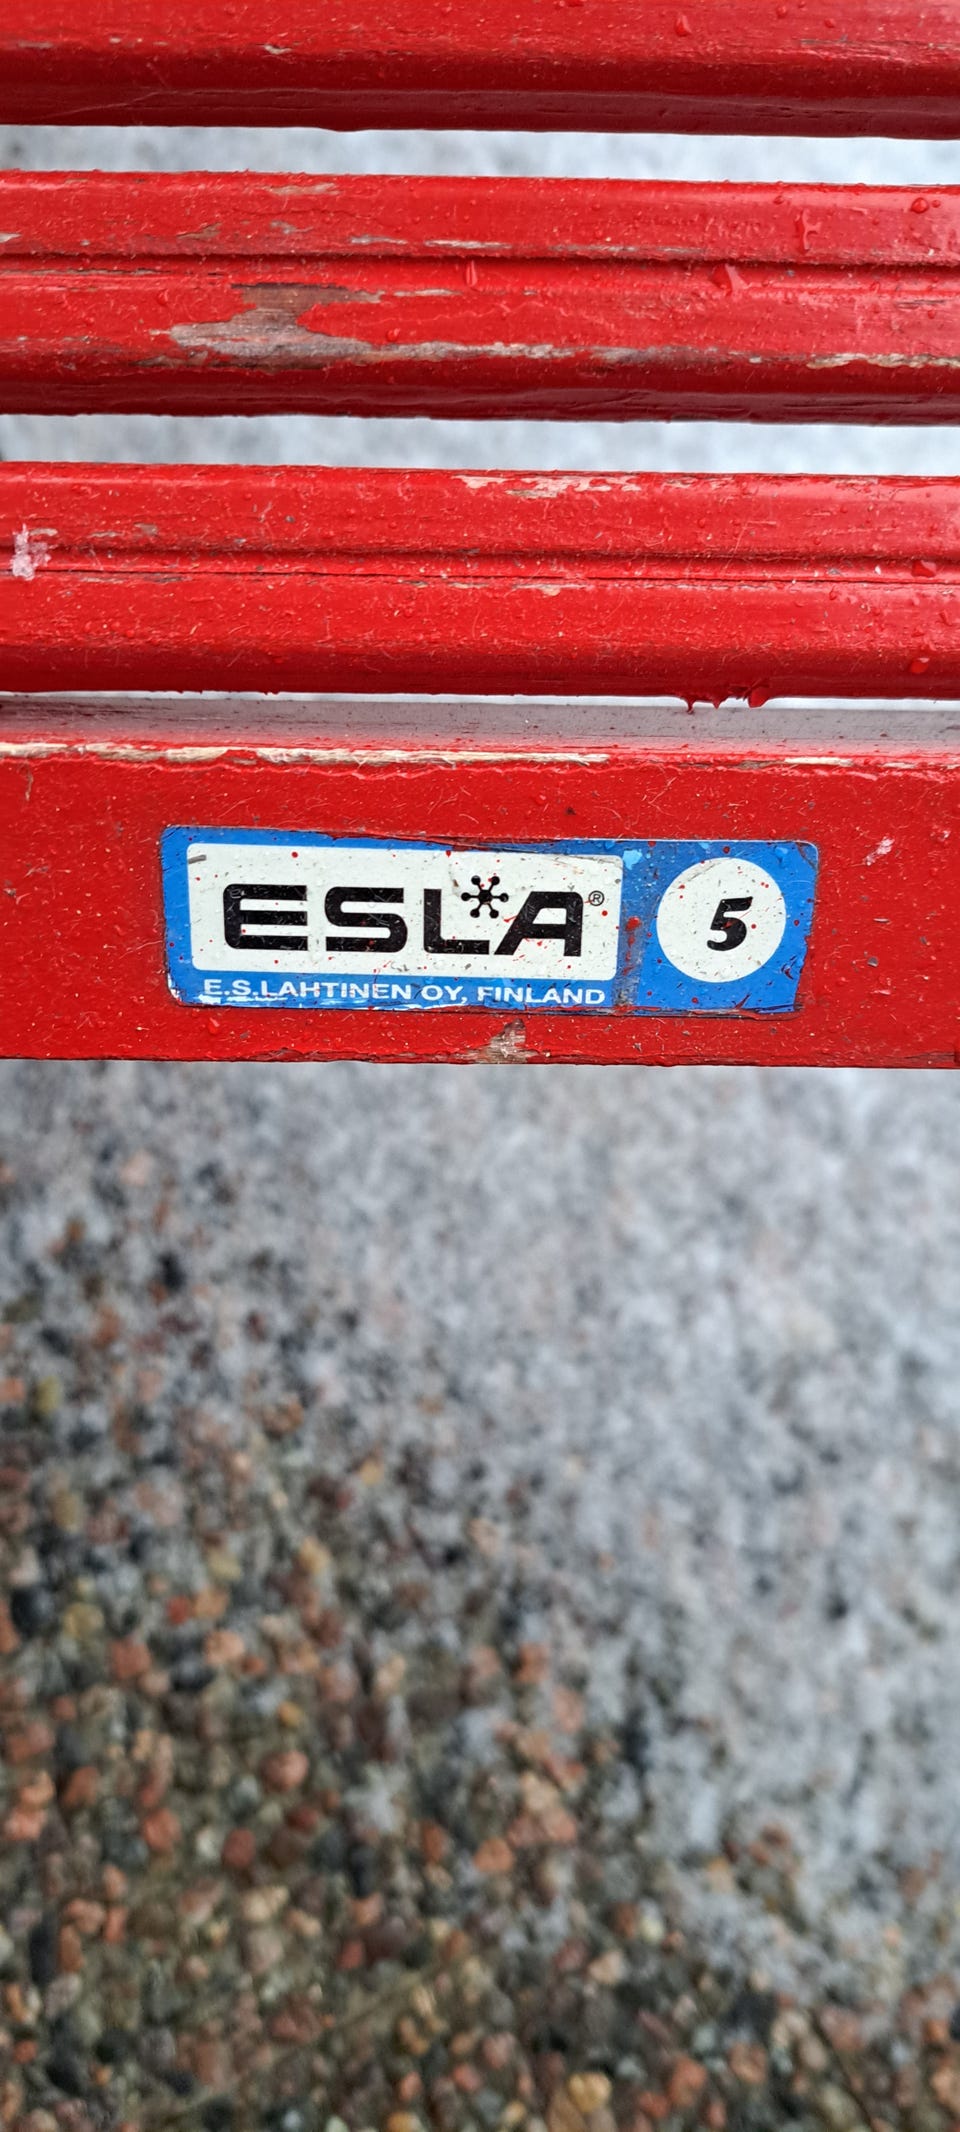 ESLA®
5
E.S.LAHTINEN OY, FINLAND